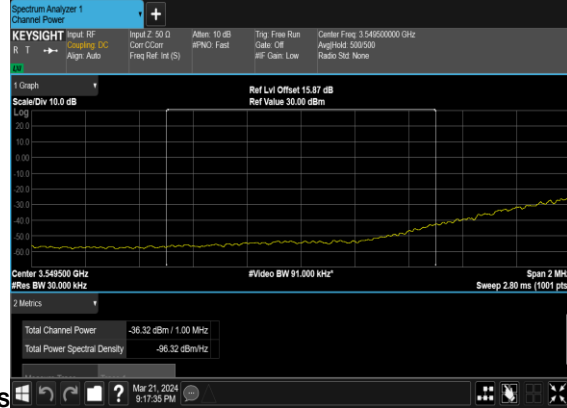 Spectrum Analyzer 1
Channel Power
+
KEYSIGHT
R T
Input: RF
Coupling: DC
Align: Auto
Input Z: 50 Ω
Corr CCorr
Freq Ref: Int (S)
Atten: 10 dB
#PNO: Fast
Trig: Free Run
Gate: Off
#IF Gain: Low
Center Freq: 3.549500000 GHz
Avg|Hold: 500/500
Radio Std: None
1 Graph
Scale/Div 10.0 dB
Ref Lvl Offset 15.87 dB
Ref Value 30.00 dBm
Log
20.0
10.0
0.00
-10.0
-20.0
-30.0
-40.0
-50.0
-60.0
Center 3.549500 GHz
#Res BW 30.000 kHz
#Video BW 91.000 kHz*
Span 2 MH
Sweep 2.80 ms (1001 pts
2 Metrics
Total Channel Power -36.32 dBm / 1.00 MHz
Total Power Spectral Density -96.32 dBm/Hz
s
?
Mar 21, 2024
9:17:35 PM